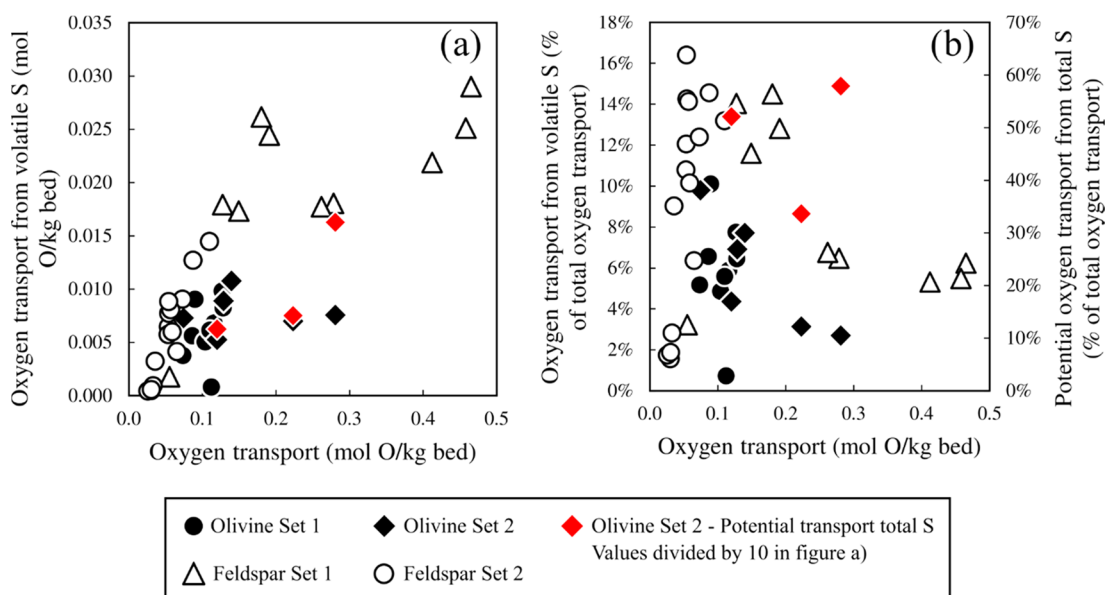 (a)
Oxygen transport from volatile S (mol
O/kg bed)
0.035
0.030
0.025
0.020
0.015
0.010
0.005
0.000
0.0 0.1 0.2 0.3 0.4 0.5
Oxygen transport (mol O/kg bed)
(b)
Oxygen transport from volatile S (%
of total oxygen transport)
18%
16%
14%
12%
10%
8%
6%
4%
2%
0%
0.0 0.1 0.2 0.3 0.4 0.5
Oxygen transport (mol O/kg bed)
70%
60%
50%
40%
30%
20%
10%
0%
Potential oxygen transport from total S
(% of total oxygen transport)
Olivine Set 1 Olivine Set 2 Olivine Set 2 - Potential transport total S
Values divided by 10 in figure a)
Feldspar Set 1 Feldspar Set 2